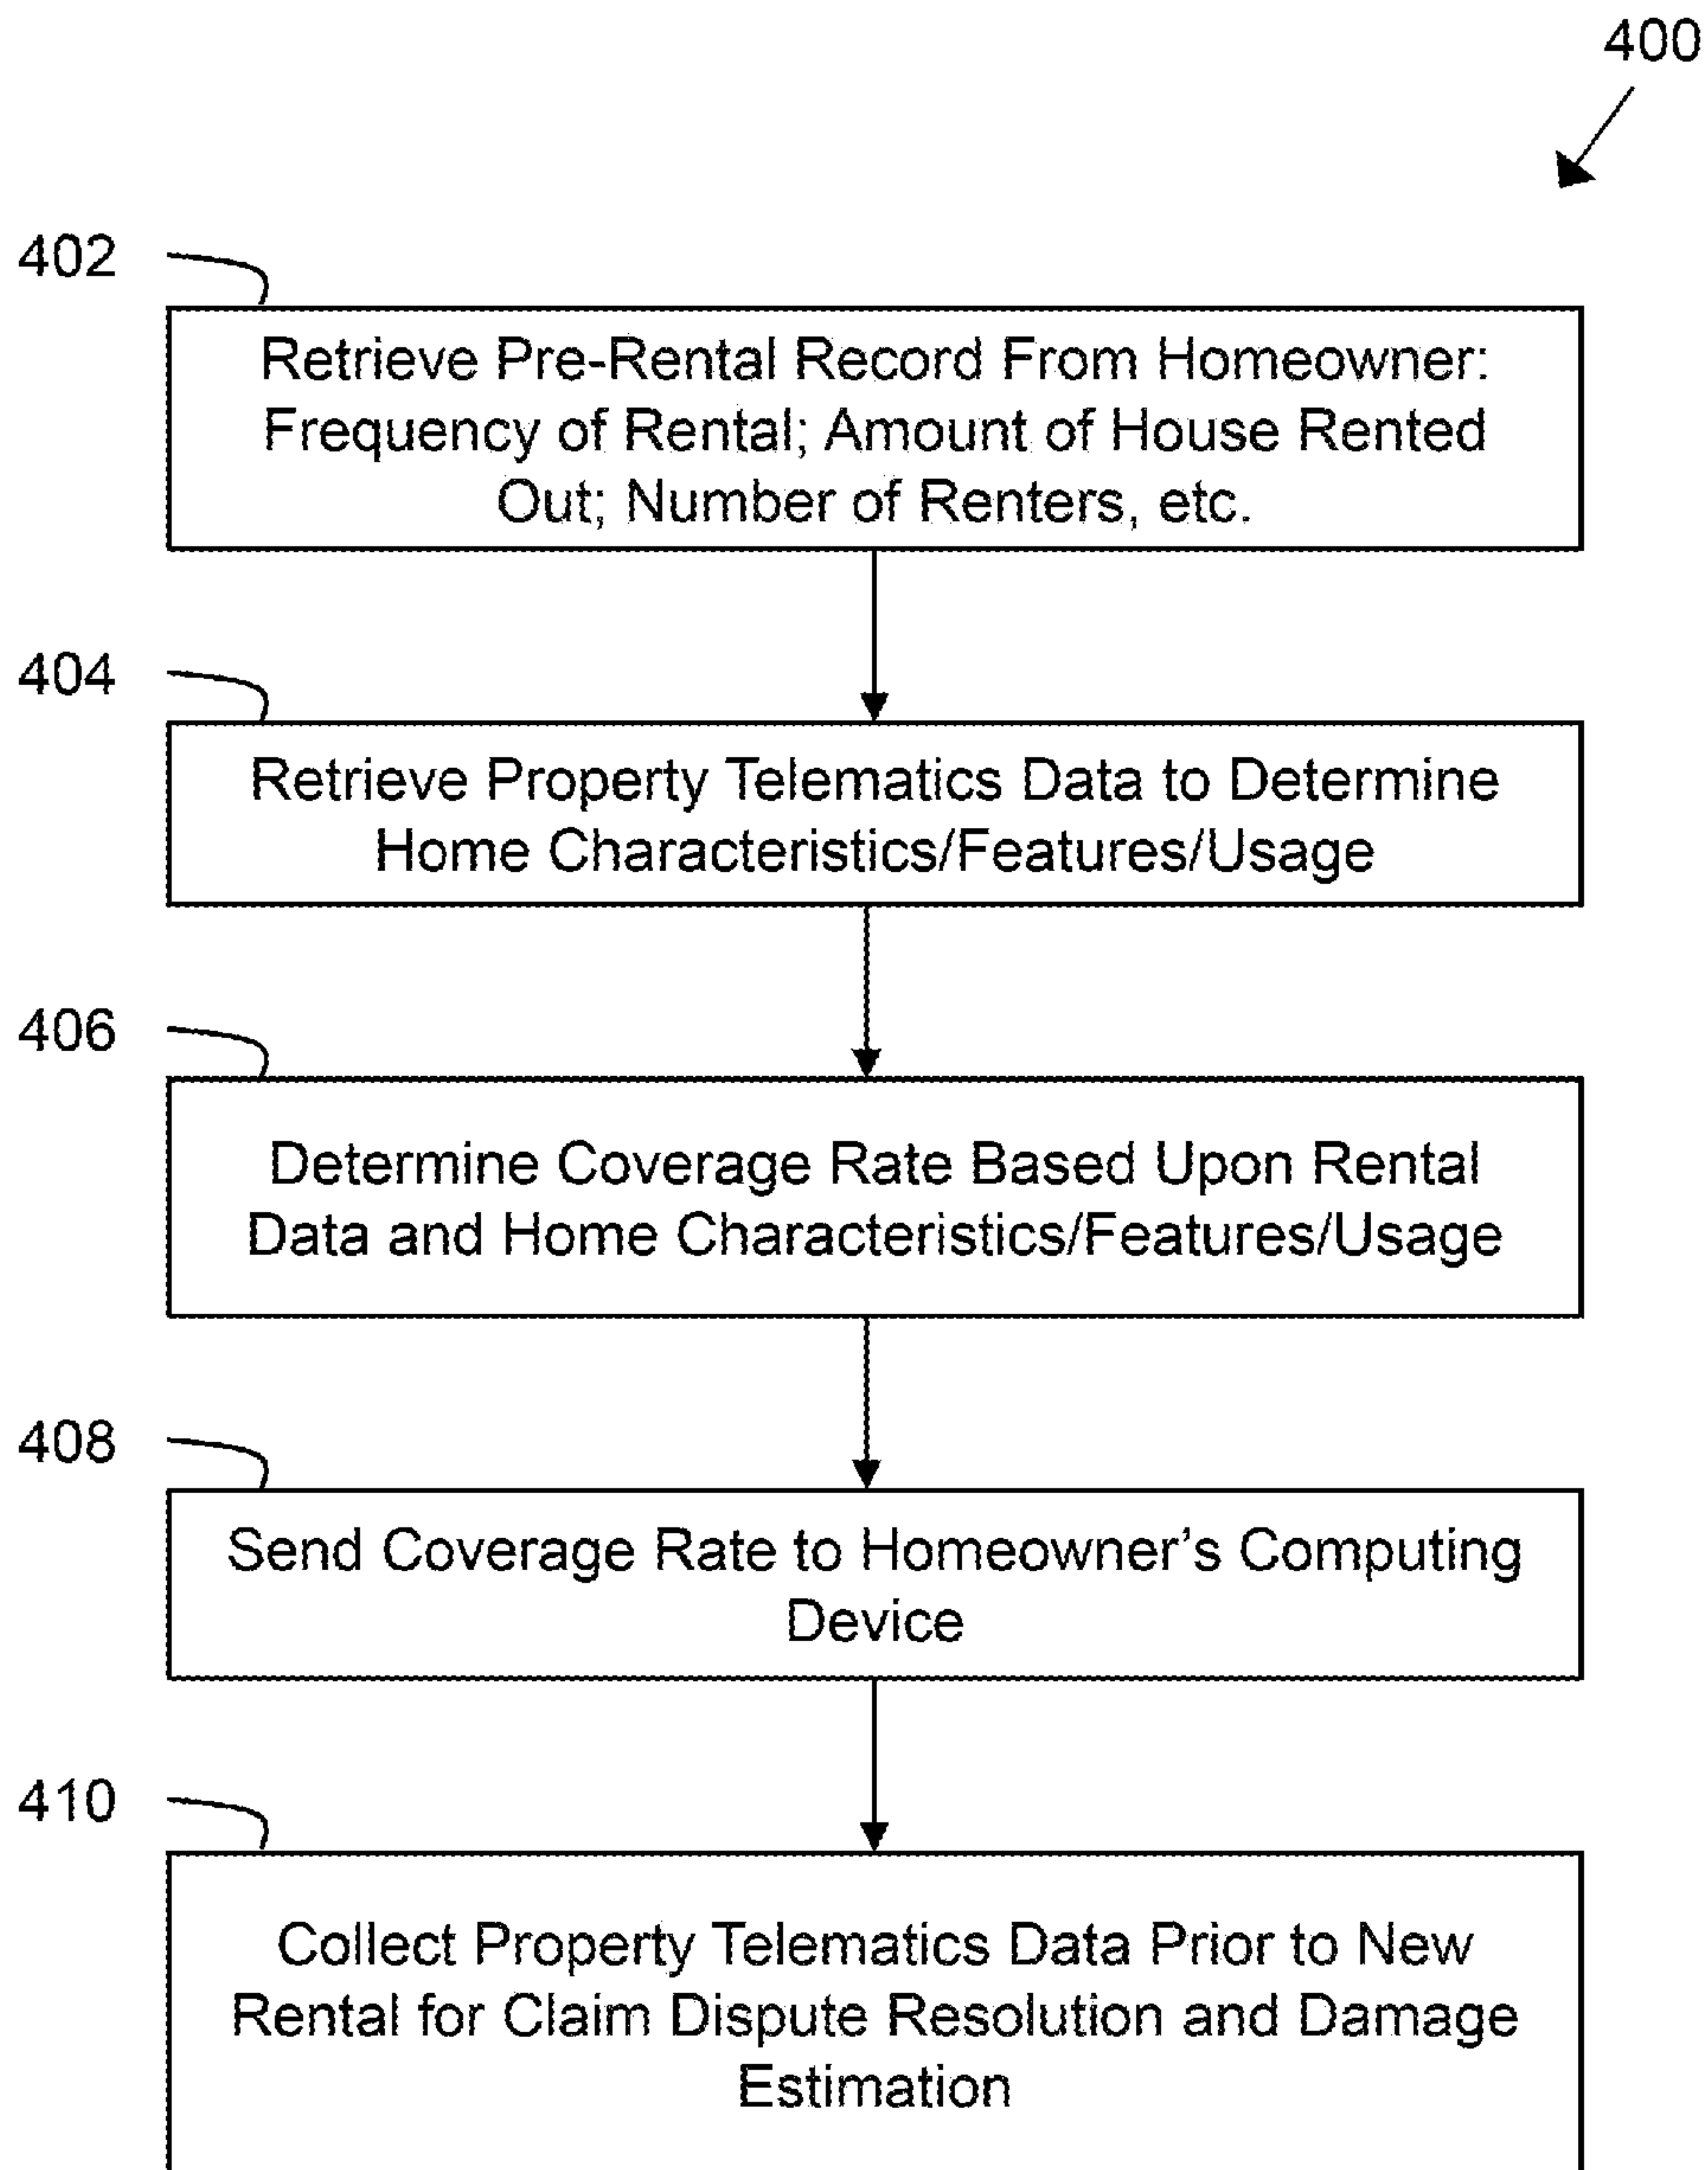 400
402
Retrieve Pre-Rental Record From Homeowner:
Frequency of Rental; Amount of House Rented
Out; Number of Renters, etc.
404
Retrieve Property Telematics Data to Determine
Home Characteristics/Features/Usage
406
Determine Coverage Rate Based Upon Rental
Data and Home Characteristics/Features/Usage
408
Send Coverage Rate to Homeowner's Computing
Device
410
Collect Property Telematics Data Prior to New
Rental for Claim Dispute Resolution and Damage
Estimation